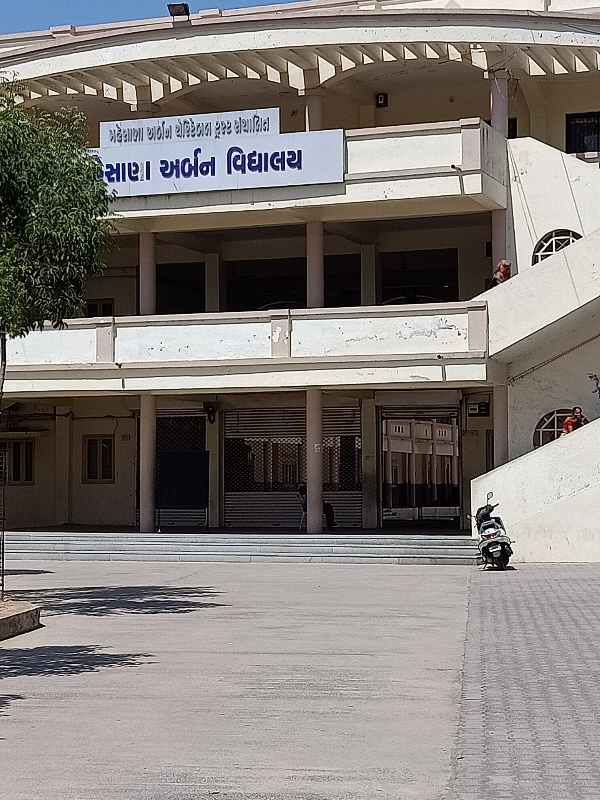 મહેસાણા અર્બન ચેરિટેબલ ટ્રસ્ટ સંચાલિત
હેસાણા અર્બન વિદ્યાલય